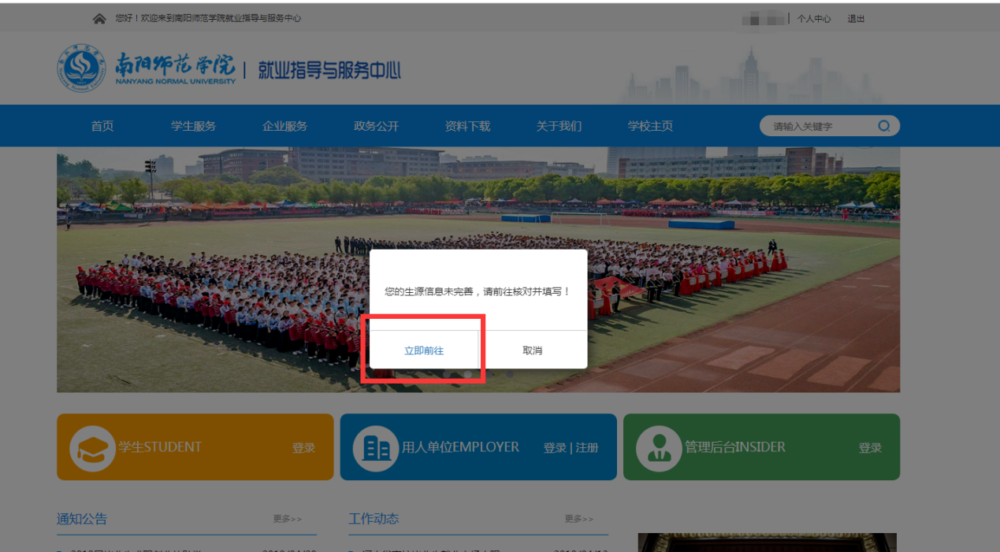 您好！欢迎来到南阳师范学院就业指导与服务中心
个人中心 退出
南阳师范学院
NANYANG NORMAL UNIVERSITY
就业指导与服务中心
首页 学生服务 企业服务 政务公开 资料下载 关于我们 学校主页 请输入关键字
您的生源信息未完善，请前往核对并填写！
立即前往 取消
学生STUDENT 登录 用人单位EMPLOYER 登录 | 注册 管理后台INSIDER 登录
通知公告 更多>> 工作动态 更多>>